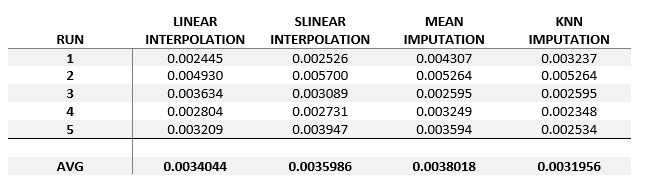 RUN LINEAR INTERPOLATION SLINEAR INTERPOLATION MEAN IMPUTATION KNN IMPUTATION
1 0.002445 0.002526 0.004307 0.003237
2 0.004930 0.005700 0.005264 0.005264
3 0.003634 0.003089 0.002595 0.002595
4 0.002804 0.002731 0.003249 0.002348
5 0.003209 0.003947 0.003594 0.002534
AVG 0.0034044 0.0035986 0.0038018 0.0031956